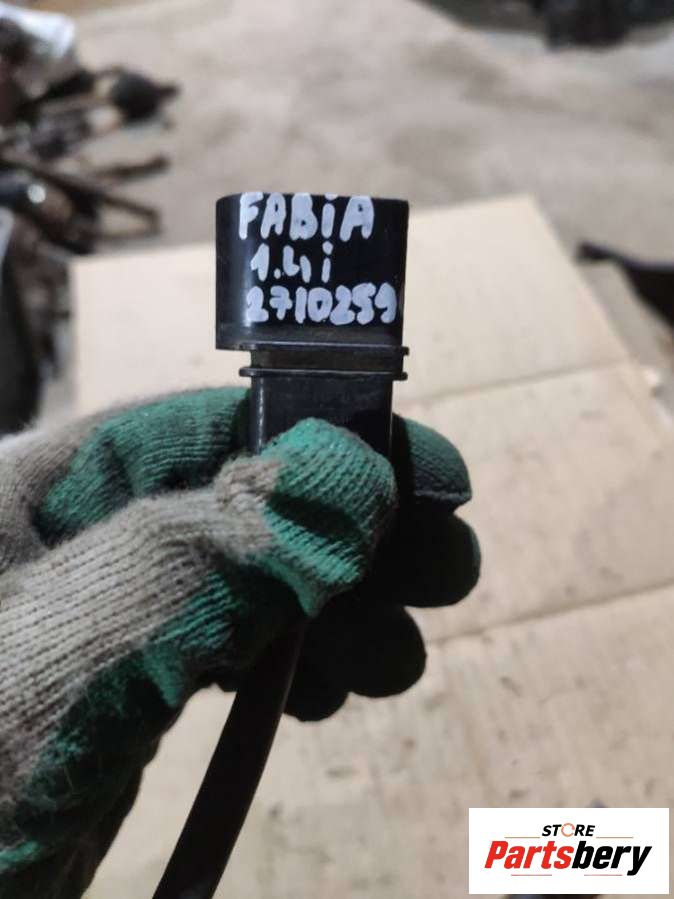 FABiA
1.4i
2710259
STORE
Partsbery